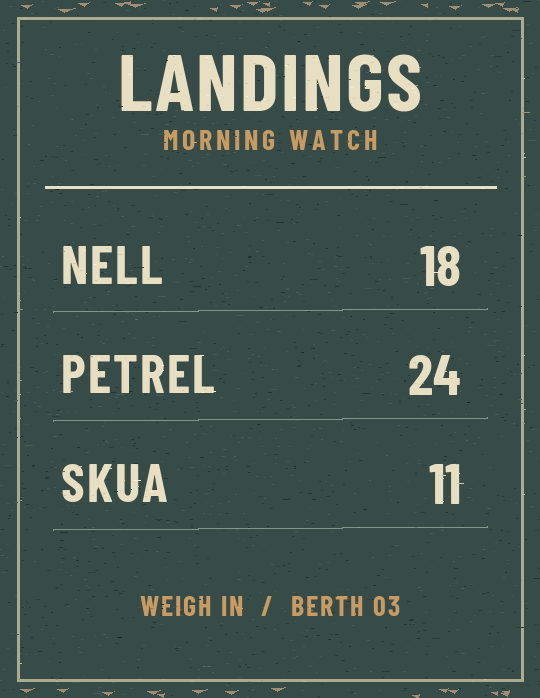 LANDINGS
MORNING WATCH
NELL 18
PETREL 24
SKUA 11
WEIGH IN / BERTH 03